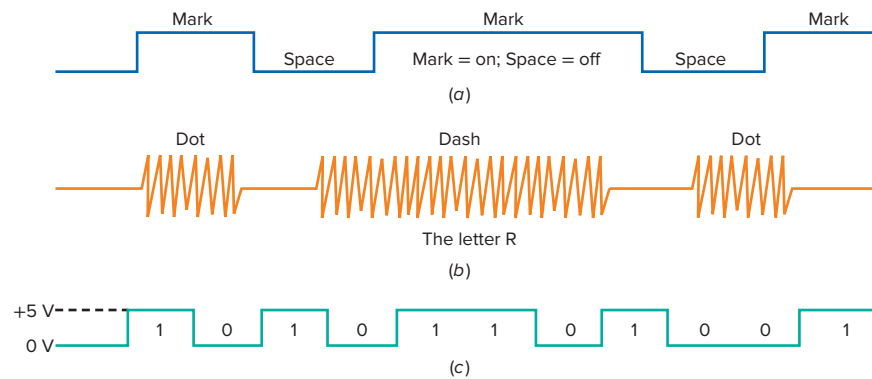 Mark Mark Mark
Space Mark = on; Space = off Space
(a)
Dot Dash Dot
The letter R
(b)
+5 V
1 0 1 0 1 1 0 1 0 0 1
0 V
(c)